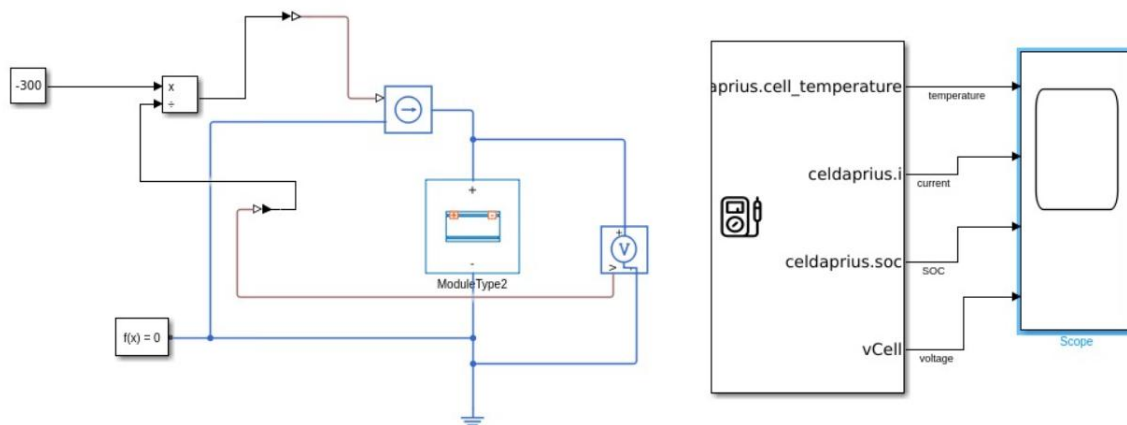 -300
x
÷
+
-
ModuleType2
+
V
>
-
f(x) = 0
aprius.cell_temperature
temperature
celdaprius.i
current
celdaprius.soc
SOC
vCell
voltage
Scope